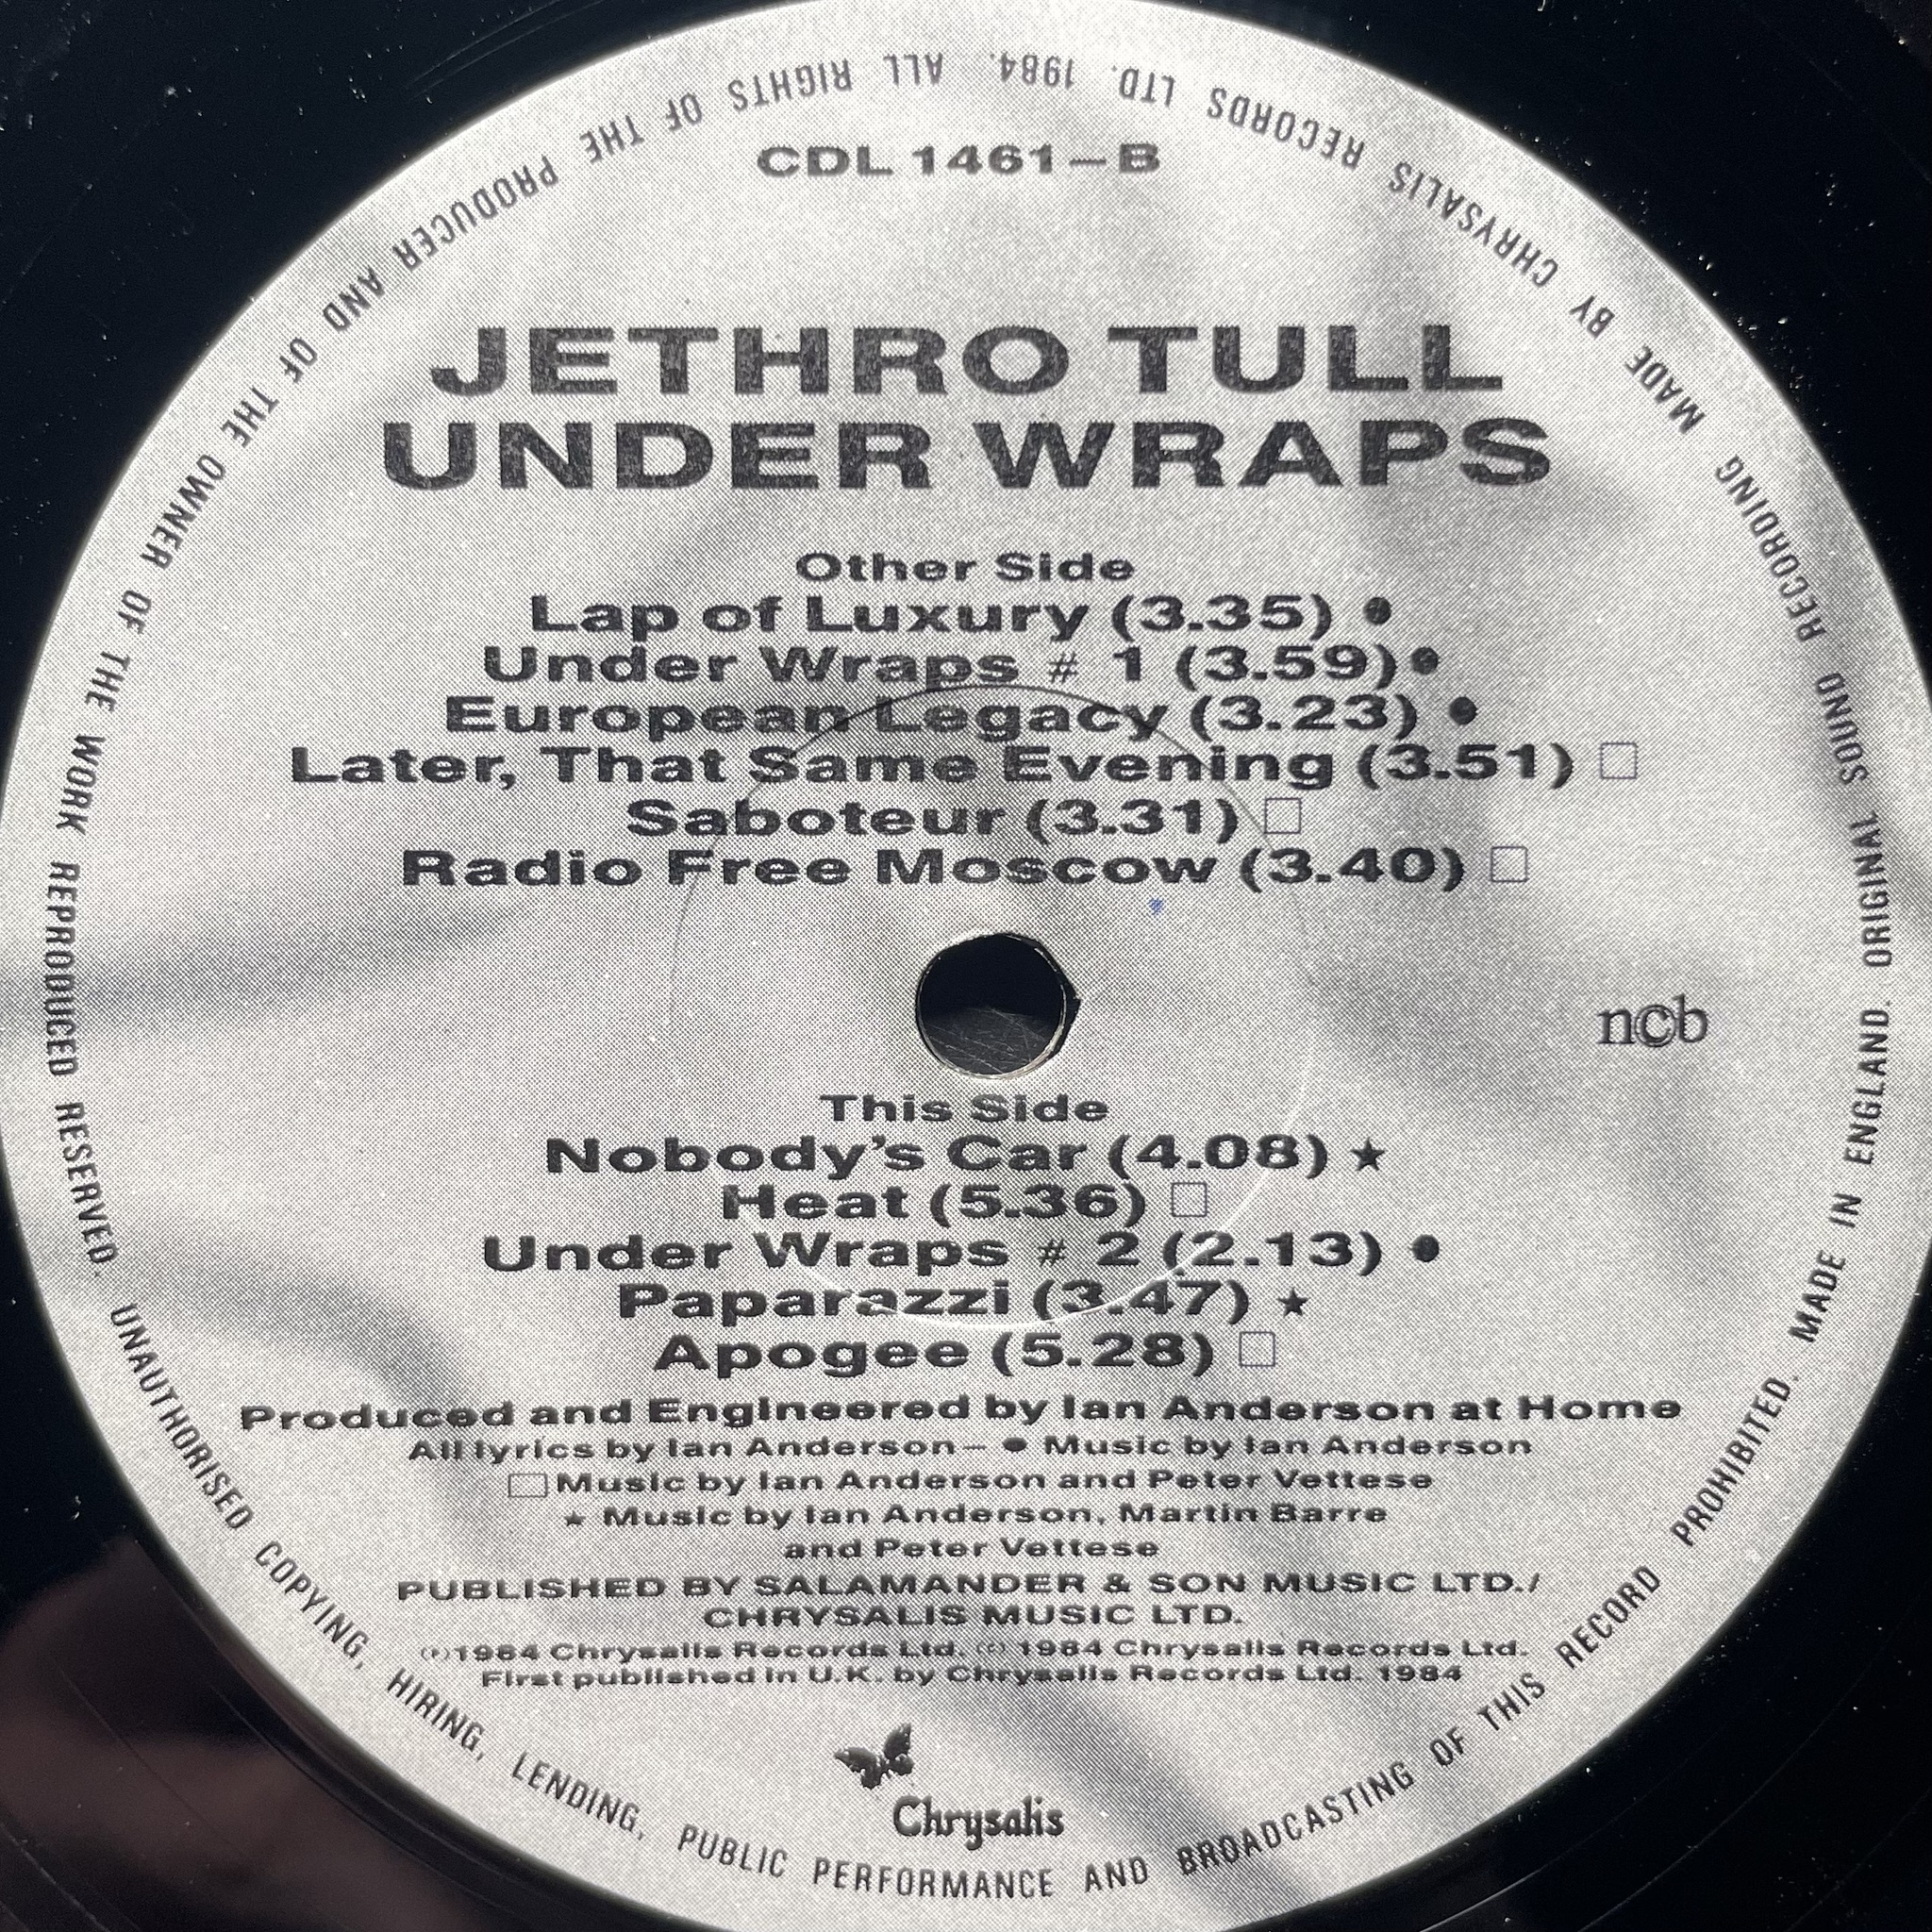 CDL 1461–B
JETHRO TULL
UNDER WRAPS
Other Side
Lap of Luxury (3.35) ●
Under Wraps # 1 (3.59) ●
European Legacy (3.23) ●
Later, That Same Evening (3.51) □
Saboteur (3.31) □
Radio Free Moscow (3.40) □
ncb
This Side
Nobody's Car (4.08) ★
Heat (5.36) □
Under Wraps # 2 (2.13) ●
Paparazzi (3.47) ★
Apogee (5.28) □
Produced and Engineered by Ian Anderson at Home
All lyrics by Ian Anderson– ● Music by Ian Anderson
□ Music by Ian Anderson and Peter Vettese
★ Music by Ian Anderson, Martin Barre
and Peter Vettese
PUBLISHED BY SALAMANDER & SON MUSIC LTD./
CHRYSALIS MUSIC LTD.
℗1984 Chrysalis Records Ltd. © 1984 Chrysalis Records Ltd.
First published in U.K. by Chrysalis Records Ltd. 1984
Chrysalis
MADE IN ENGLAND. ORIGINAL SOUND RECORDING MADE BY CHRYSALIS RECORDS LTD. 1984. ALL RIGHTS OF THE PRODUCER AND OF THE OWNER OF THE WORK REPRODUCED RESERVED. UNAUTHORISED COPYING, HIRING, LENDING, PUBLIC PERFORMANCE AND BROADCASTING OF THIS RECORD PROHIBITED.